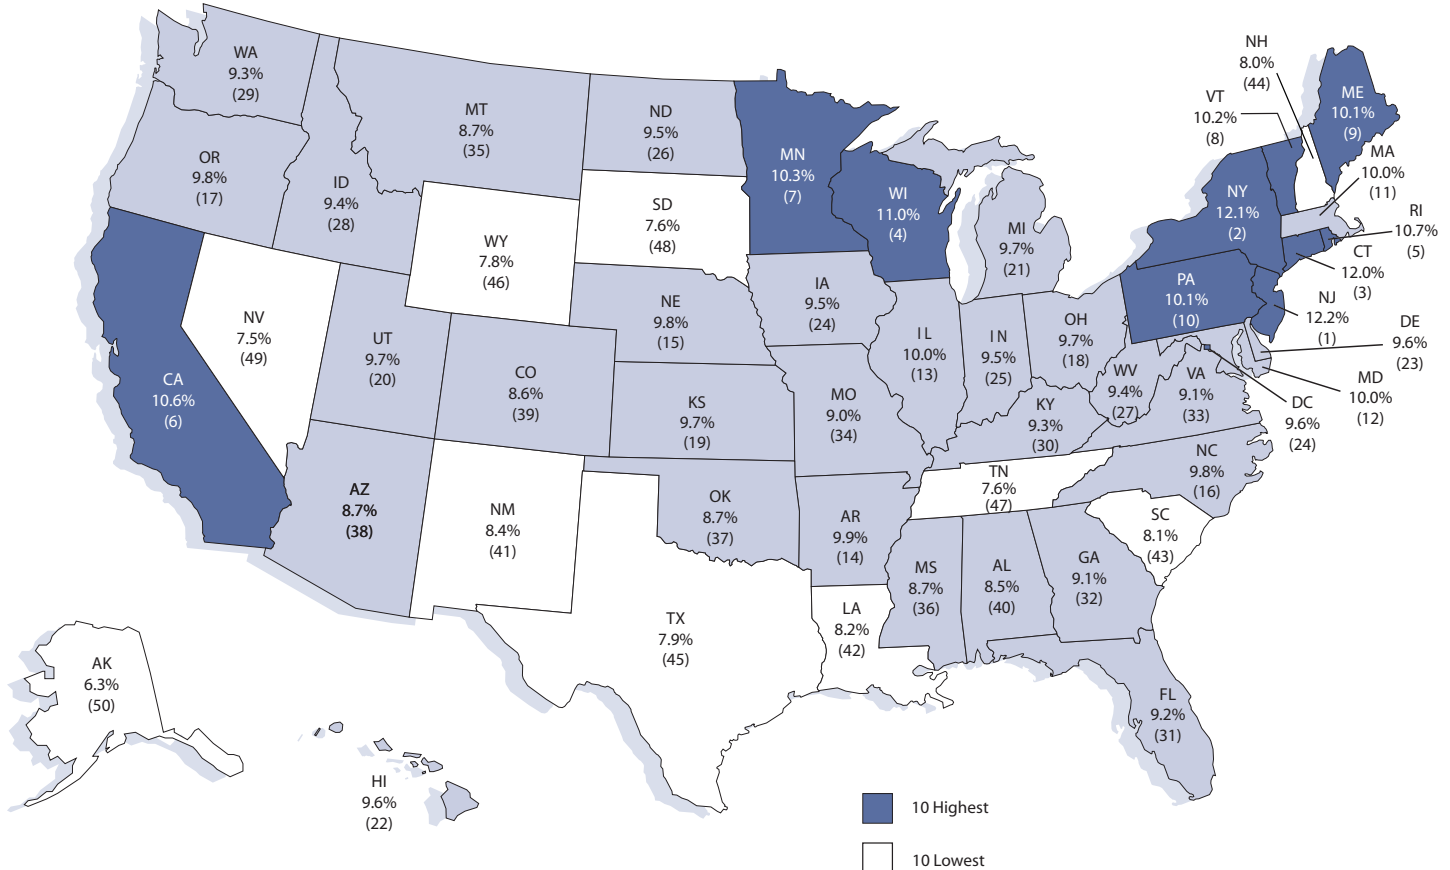 WA
9.3%
(29)
OR
9.8%
(17)
CA
10.6%
(6)
NV
7.5%
(49)
ID
9.4%
(28)
MT
8.7%
(35)
WY
7.8%
(46)
UT
9.7%
(20)
CO
8.6%
(39)
AZ
8.7%
(38)
NM
8.4%
(41)
ND
9.5%
(26)
SD
7.6%
(48)
NE
9.8%
(15)
KS
9.7%
(19)
OK
8.7%
(37)
TX
7.9%
(45)
MN
10.3%
(7)
IA
9.5%
(24)
MO
9.0%
(34)
AR
9.9%
(14)
LA
8.2%
(42)
WI
11.0%
(4)
IL
10.0%
(13)
MI
9.7%
(21)
IN
9.5%
(25)
OH
9.7%
(18)
KY
9.3%
(30)
TN
7.6%
(47)
MS
8.7%
(36)
AL
8.5%
(40)
GA
9.1%
(32)
FL
9.2%
(31)
SC
8.1%
(43)
NC
9.8%
(16)
VA
9.1%
(33)
WV
9.4%
(27)
PA
10.1%
(10)
NY
12.1%
(2)
VT
10.2%
(8)
NH
8.0%
(44)
ME
10.1%
(9)
MA
10.0%
(11)
RI
10.7%
(5)
CT
12.0%
(3)
NJ
12.2%
(1)
DE
9.6%
(23)
MD
10.0%
(12)
DC
9.6%
(24)
AK
6.3%
(50)
HI
9.6%
(22)
10 Highest
10 Lowest